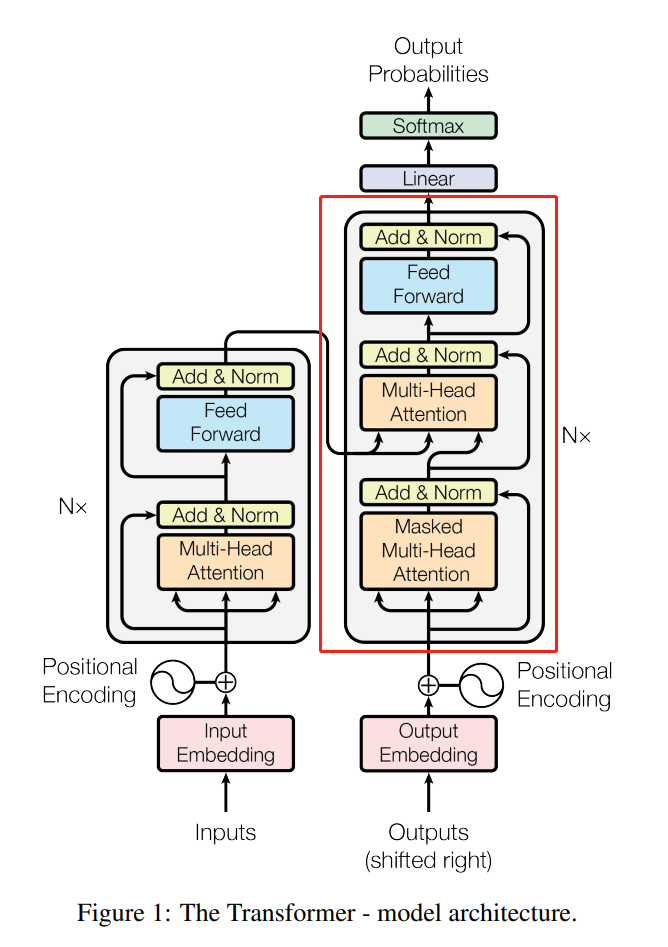 Output
Probabilities
Softmax
Linear
Add & Norm
Feed
Forward
Add & Norm
Multi-Head
Attention
Add & Norm
Masked
Multi-Head
Attention
N×
Add & Norm
Feed
Forward
Add & Norm
Multi-Head
Attention
N×
Positional
Encoding
Positional
Encoding
Input
Embedding
Output
Embedding
Inputs
Outputs
(shifted right)
Figure 1: The Transformer - model architecture.